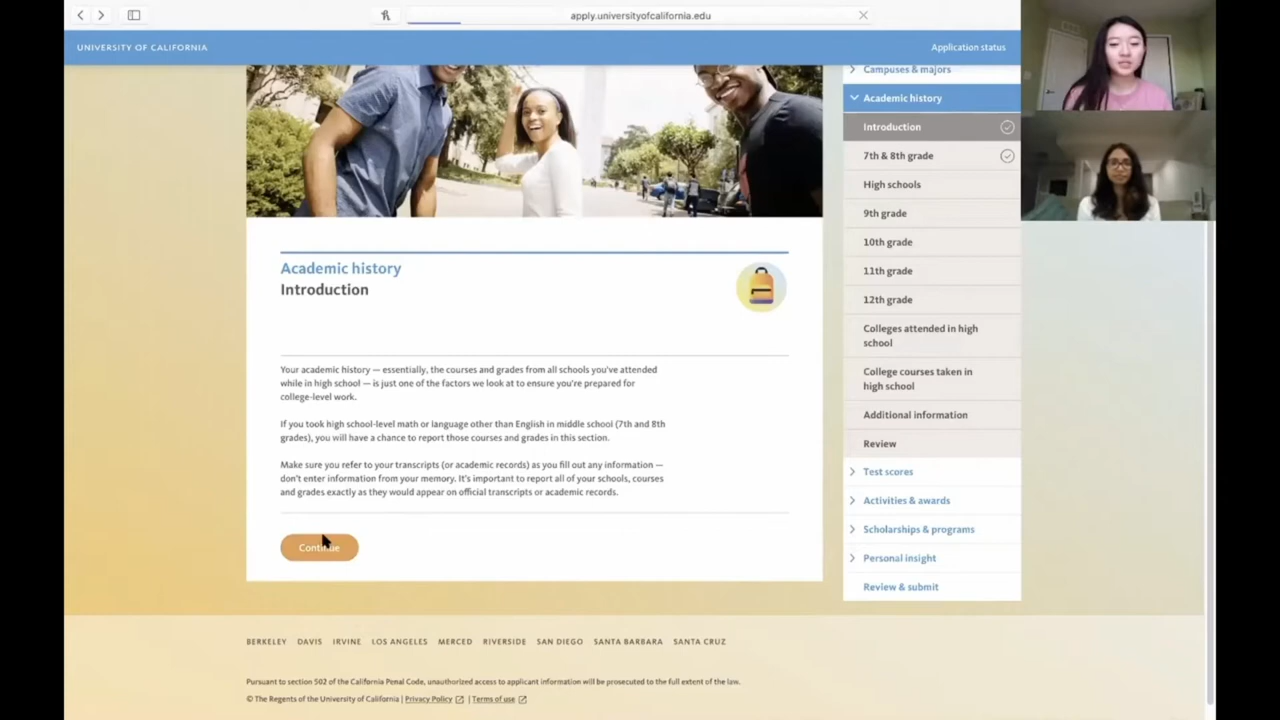 apply.universityofcalifornia.edu
UNIVERSITY OF CALIFORNIA
Application status
Academic history
Introduction
Your academic history — essentially, the courses and grades from all schools you've attended
while in high school — is just one of the factors we look at to ensure you're prepared for
college-level work.
If you took high school-level math or language other than English in middle school (7th and 8th
grades), you will have a chance to report those courses and grades in this section.
Make sure you refer to your transcripts (or academic records) as you fill out any information —
don't enter information from your memory. It's important to report all of your schools, courses
and grades exactly as they would appear on official transcripts or academic records.
Continue
Campuses & majors
Academic history
Introduction
7th & 8th grade
High schools
9th grade
10th grade
11th grade
12th grade
Colleges attended in high
school
College courses taken in
high school
Additional information
Review
Test scores
Activities & awards
Scholarships & programs
Personal insight
Review & submit
BERKELEY DAVIS IRVINE LOS ANGELES MERCED RIVERSIDE SAN DIEGO SANTA BARBARA SANTA CRUZ
Pursuant to section 502 of the California Penal Code, unauthorized access to applicant information will be prosecuted to the full extent of the law.
© The Regents of the University of California | Privacy Policy | Terms of use